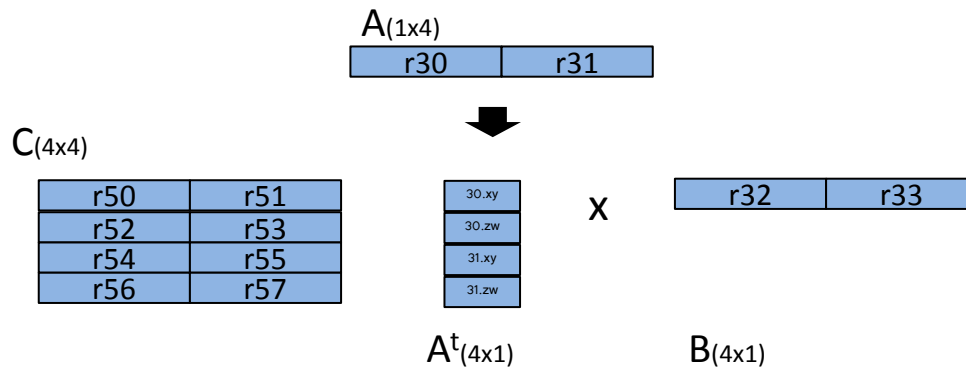 A(1x4)
r30 r31
C(4x4)
r50 r51 30.xy x r32 r33
r52 r53 30.zw
r54 r55 31.xy
r56 r57 31.zw
Aᵗ(4x1) B(4x1)